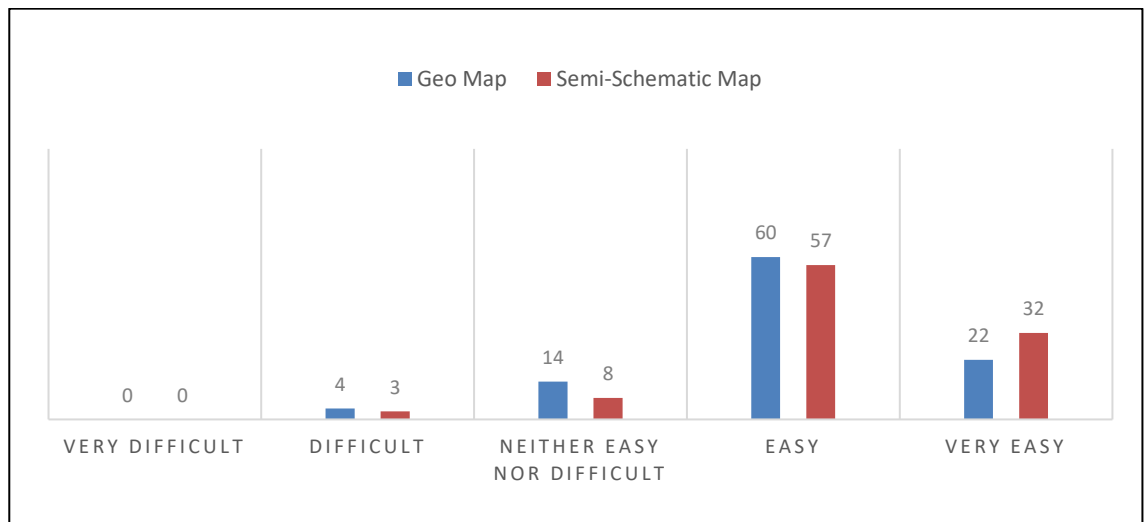 Geo Map Semi-Schematic Map
60 57
32
22
14
8
4 3
0 0
VERY DIFFICULT DIFFICULT NEITHER EASY EASY VERY EASY
NOR DIFFICULT